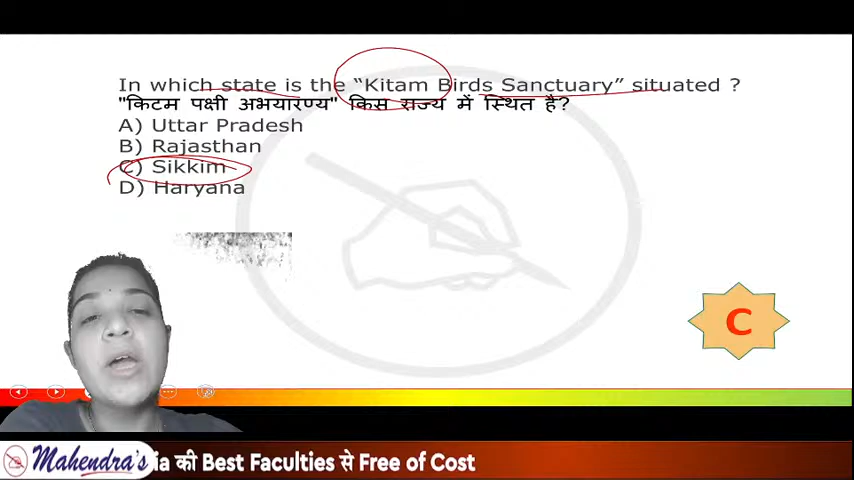 In which state is the “Kitam Birds Sanctuary” situated ?
"किटम पक्षी अभयारण्य" किस राज्य में स्थित है?
A) Uttar Pradesh
B) Rajasthan
C) Sikkim
D) Haryana
C
Mahendra's ia की Best Faculties से Free of Cost